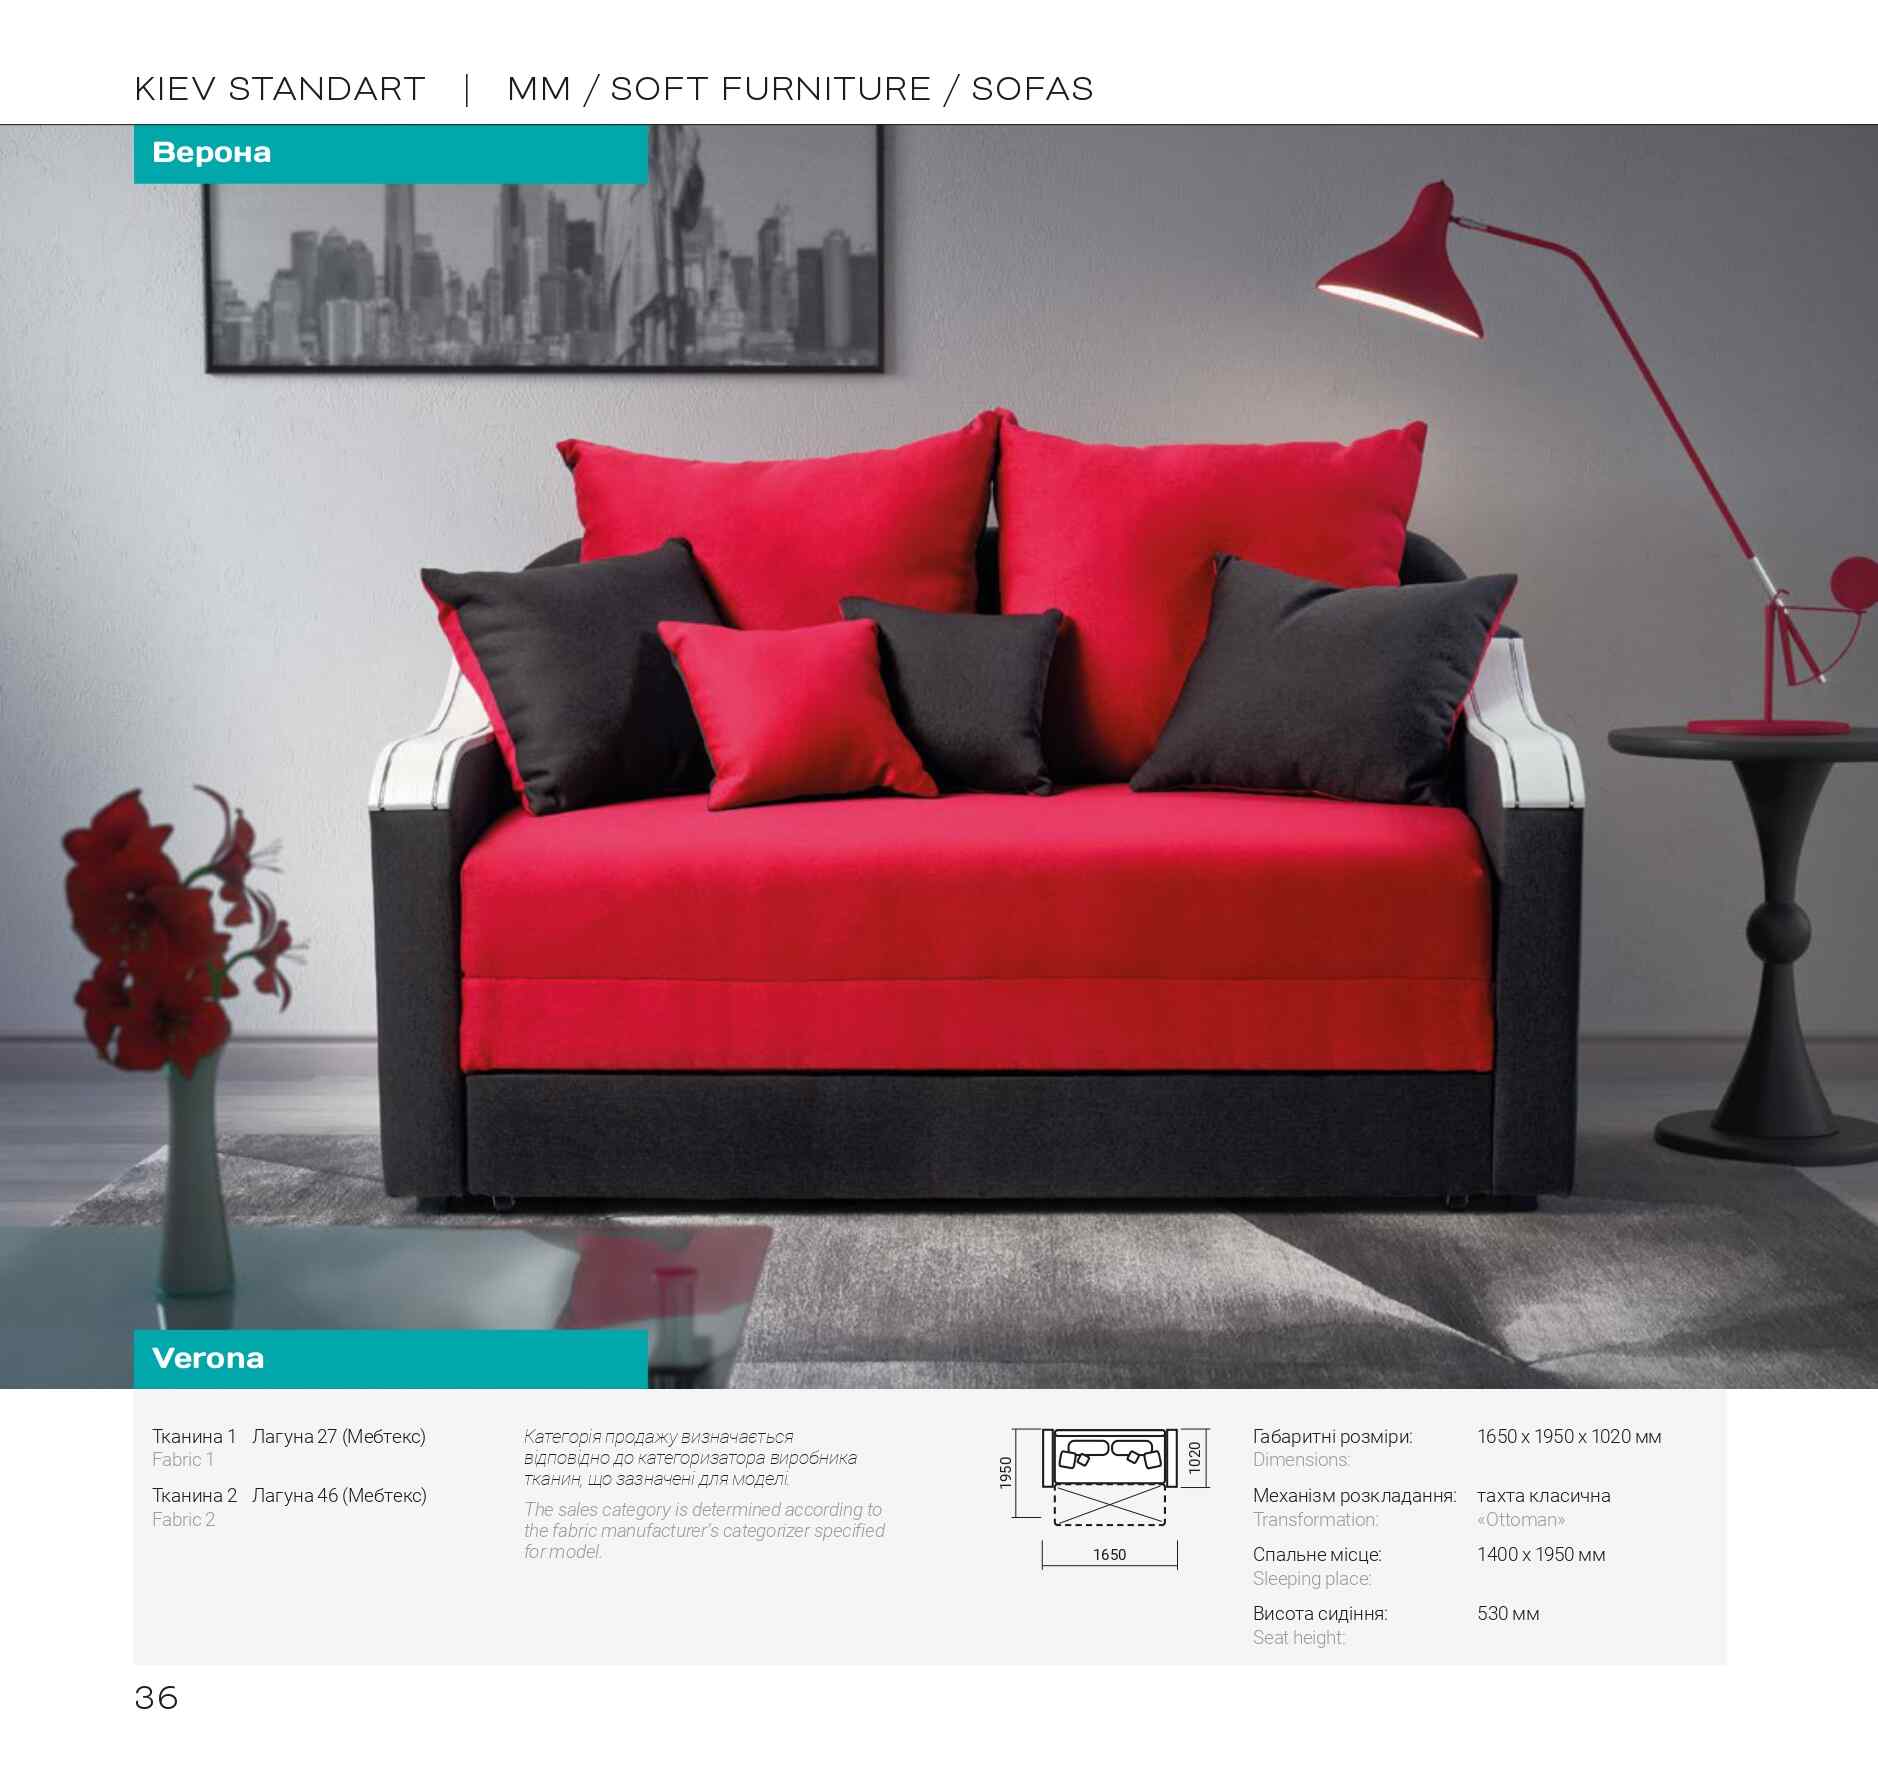 KIEV STANDART | MM / SOFT FURNITURE / SOFAS
Верона
Verona
Тканина 1 Лагуна 27 (Мебтекс)
Fabric 1
Тканина 2 Лагуна 46 (Мебтекс)
Fabric 2
Категорія продажу визначається
відповідно до категоризатора виробника
тканин, що зазначені для моделі.
The sales category is determined according to
the fabric manufacturer's categorizer specified
for model.
1950
1020
1650
Габаритні розміри: 1650 x 1950 x 1020 мм
Dimensions:
Механізм розкладання: тахта класична
Transformation: «Ottoman»
Спальне місце: 1400 x 1950 мм
Sleeping place:
Висота сидіння: 530 мм
Seat height:
36